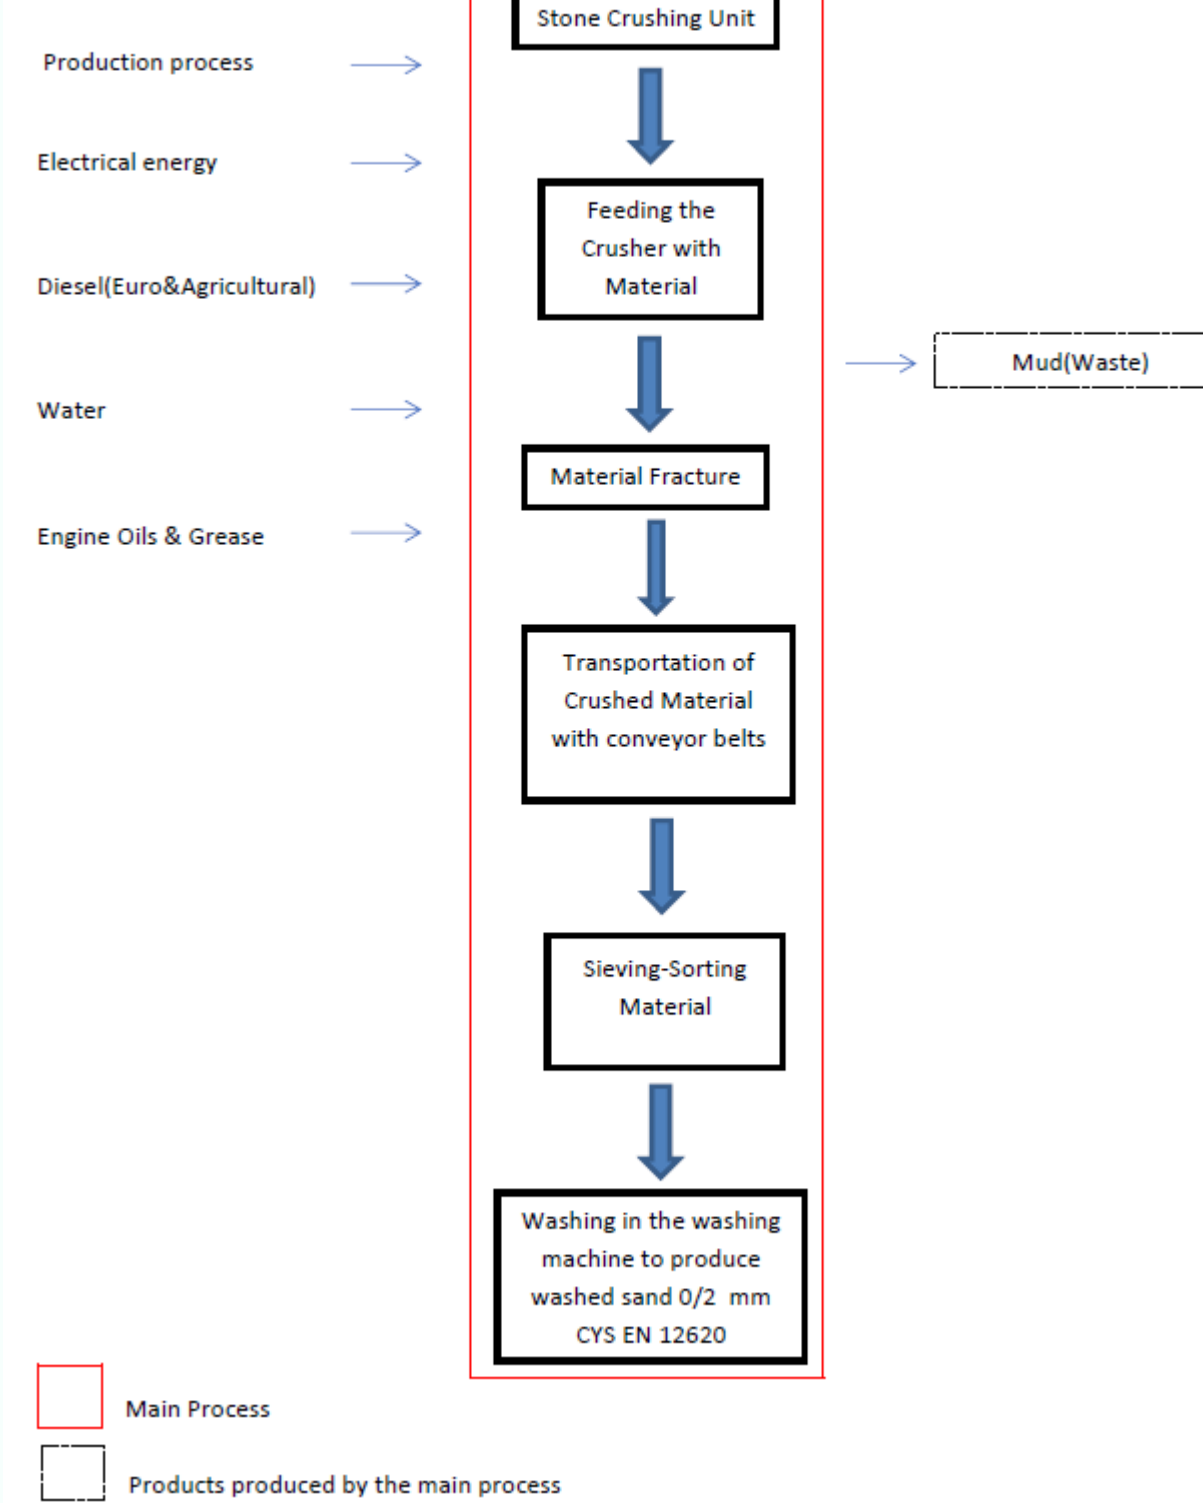 Stone Crushing Unit
Production process
Electrical energy
Feeding the
Crusher with
Material
Diesel(Euro&Agricultural)
Mud(Waste)
Water
Material Fracture
Engine Oils & Grease
Transportation of
Crushed Material
with conveyor belts
Sieving-Sorting
Material
Washing in the washing
machine to produce
washed sand 0/2 mm
CYS EN 12620
Main Process
Products produced by the main process